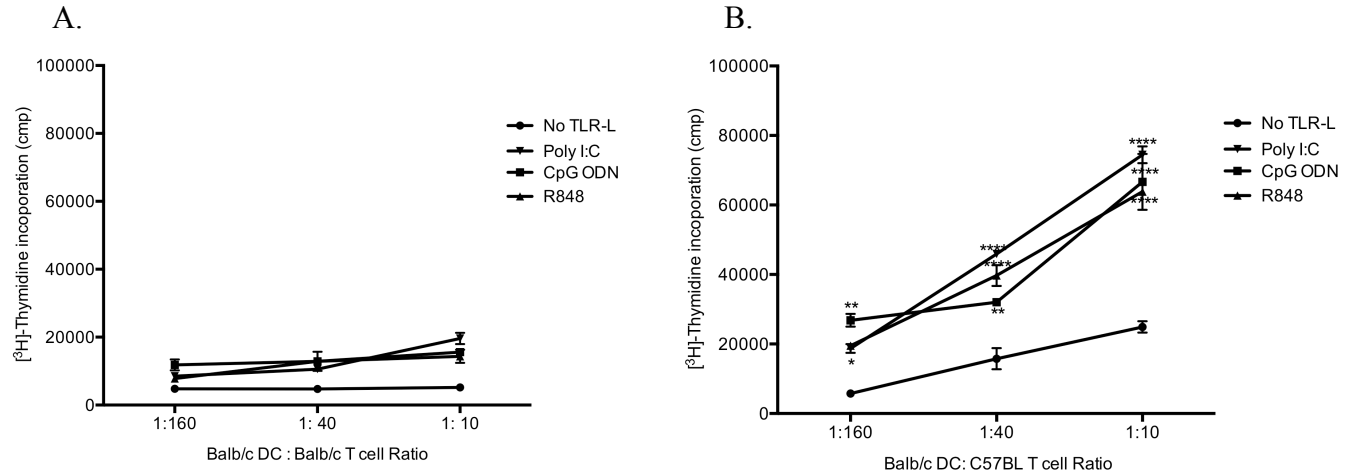 A.
100000
80000
60000
40000
20000
0
[³H]-Thymidine incoporation (cmp)
1:160
1: 40
1: 10
Balb/c DC : Balb/c T cell Ratio
No TLR-L
Poly I:C
CpG ODN
R848
B.
100000
80000
60000
40000
20000
0
[³H]-Thymidine incoporation (cmp)
**
*
****
****
**
****
****
****
1:160
1:40
1:10
Balb/c DC: C57BL T cell Ratio
No TLR-L
Poly I:C
CpG ODN
R848